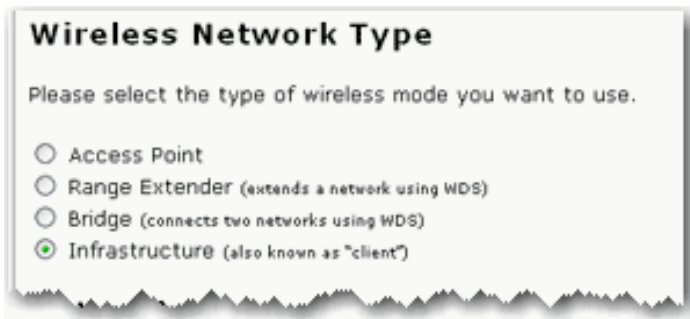 Wireless Network Type
Please select the type of wireless mode you want to use.
Access Point
Range Extender (extends a network using WDS)
Bridge (connects two networks using WDS)
Infrastructure (also known as "client")